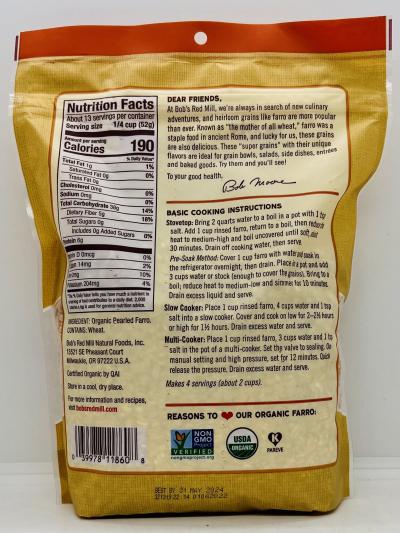 Nutrition Facts
About 13 servings per container
Serving size 1/4 cup (52g)
Amount per serving
Calories 190
% Daily Value*
Total Fat 1g 1%
Saturated Fat 0g 0%
Trans Fat 0g
Cholesterol 0mg 0%
Sodium 0mg 0%
Total Carbohydrate 38g 14%
Dietary Fiber 5g 18%
Total Sugars 0g
Includes 0g Added Sugars 0%
Protein 6g
D 0mcg 0%
14mg 2%
10%
204mg 4%
INGREDIENT: Organic Pearled Farro.
CONTAINS: Wheat.
Bob's Red Mill Natural Foods, Inc.
13521 SE Pheasant Court
Milwaukie, OR 97222 U.S.A.
Certified Organic by QAI
Store in a cool, dry place.
For more information and recipes,
visit bobsredmill.com
0 39978 11860 8
DEAR FRIENDS,
At Bob's Red Mill, we're always in search of new culinary
adventures, and heirloom grains like farro are more popular
than ever. Known as "the mother of all wheat," farro was a
staple food in ancient Rome, and lucky for us, these grains
are also delicious. These "super grains" with their unique
flavors are ideal for grain bowls, salads, side dishes, entrées
and baked goods. Try them and you'll see!
To your good health,
Bob Moore
BASIC COOKING INSTRUCTIONS
Stovetop: Bring 2 quarts water to a boil in a pot with 1 tsp
salt. Add 1 cup rinsed farro, return to a boil, then reduce
heat to medium-high and boil uncovered until soft, about
30 minutes. Drain off cooking water, then serve.
Pre-Soak Method: Cover 1 cup farro with water and soak in
the refrigerator overnight, then drain. Place in a pot and add
3 cups water or stock (enough to cover the grains). Bring to a
boil; reduce heat to medium-low and simmer for 10 minutes.
Drain excess liquid and serve.
Slow Cooker: Place 1 cup rinsed farro, 4 cups water and 1 tsp
salt into a slow cooker. Cover and cook on low for 2–2½ hours
or high for 1½ hours. Drain excess water and serve.
Multi-Cooker: Place 1 cup rinsed farro, 3 cups water and 1 tsp
salt in the pot of a multi-cooker. Set the valve to sealing. On
manual setting and high pressure, set for 12 minutes. Quick
release the pressure. Drain excess water and serve.
Makes 4 servings (about 2 cups).
REASONS TO ❤ OUR ORGANIC FARRO:
NON
GMO
Project
VERIFIED
nongmoproject.org
USDA
ORGANIC
K
PAREVE
BEST BY 31 MAY 2024